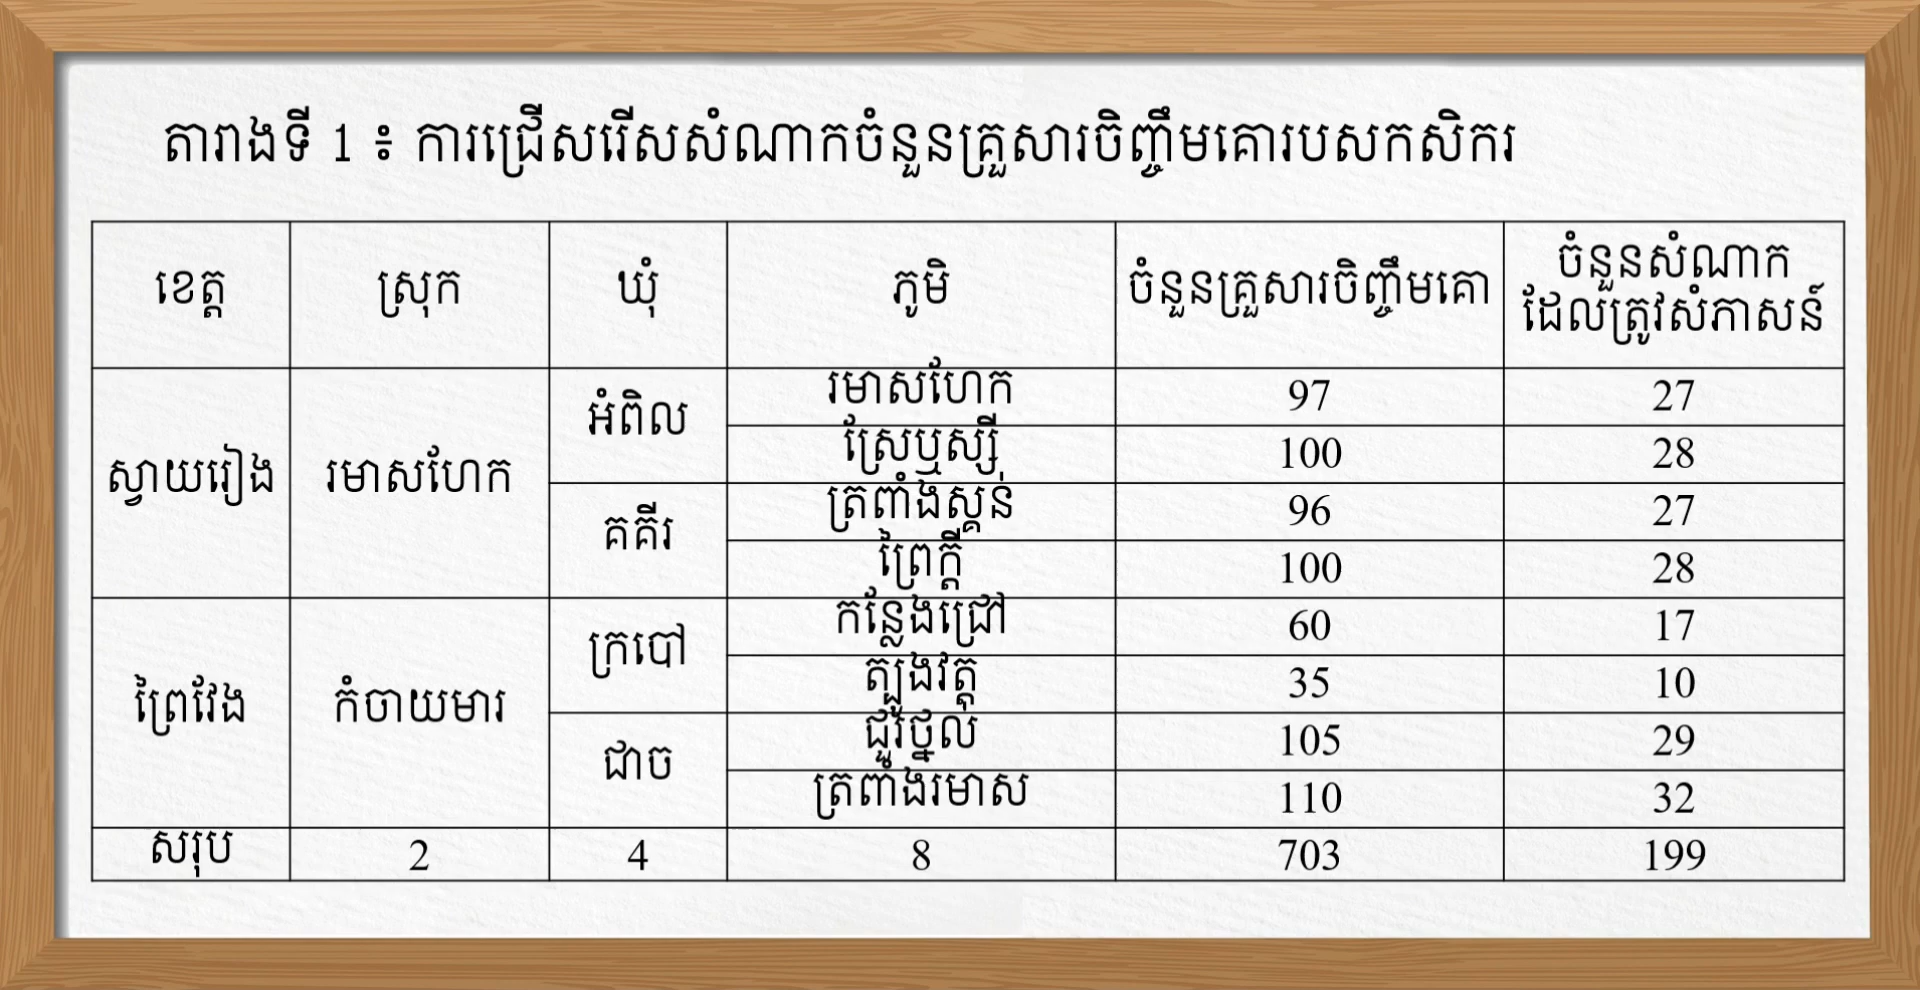 តារាងទី 1 ៖ ការជ្រើសរើសសំណាកចំនួនគ្រួសារចិញ្ចឹមគោរបសកសិករ
ខេត្ត ស្រុក ឃុំ ភូមិ ចំនួនគ្រួសារចិញ្ចឹមគោ ចំនួនសំណាក
ដែលត្រូវសំភាសន៍
ស្វាយរៀង រមាសហែក អំពិល រមាសហែក 97 27
ស្រែឬស្សី 100 28
គគីរ ត្រពាំងស្គន់ 96 27
ព្រៃក្តី 100 28
ព្រៃវែង កំចាយមារ ក្របៅ កន្លែងជ្រៅ 60 17
ត្បូងវត្ត 35 10
ជាច ជួរថ្នល់ 105 29
ត្រពាំងរមាស 110 32
សរុប 2 4 8 703 199